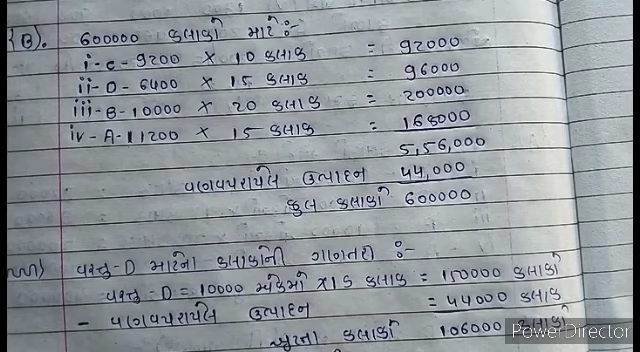 (B). 600000 કલાકો માટે :-
i-C-9200 × 10 કલાક = 92000
ii-D-6400 × 15 કલાક = 96000
iii-B-10000 × 20 કલાક = 200000
iv-A-11200 × 15 કલાક = 168000
5,56,000
વણવપરાયેલ ઉત્પાદન 44,000
કુલ કલાકો 600000
વસ્તુ-D માટેના કલાકોની ગણતરી :-
વસ્તુ-D = 10000 એકમો × 15 કલાક = 150000 કલાકો
- વણવપરાયેલ ઉત્પાદન = 44000 કલાક
ખુટતા કલાકો 106000 કલાકો
PowerDirector